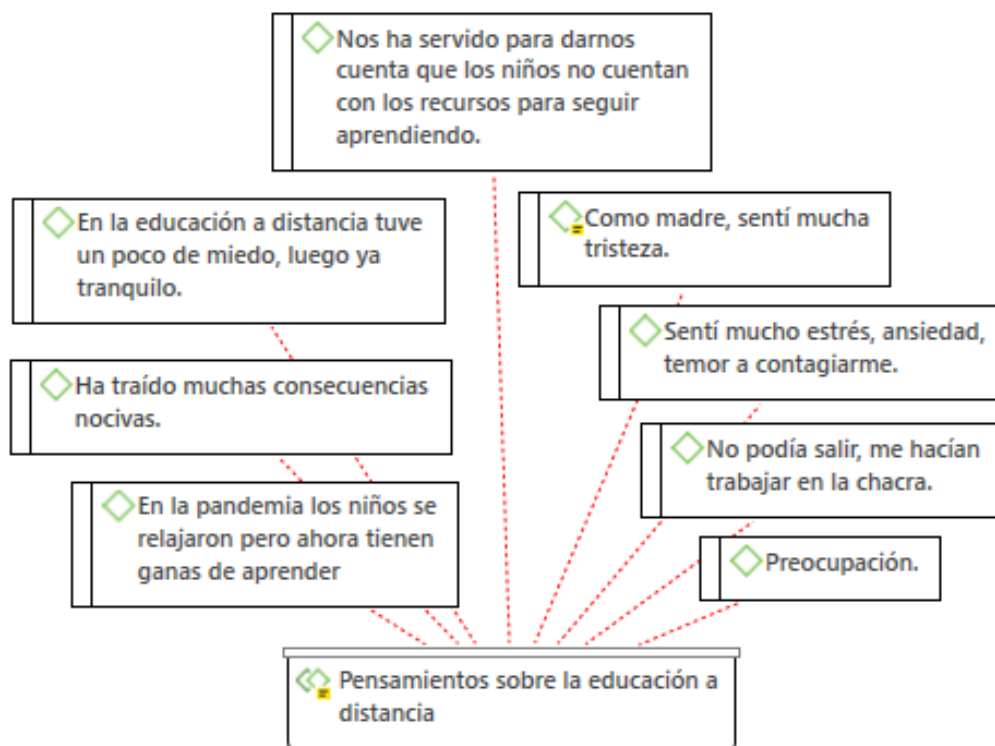 Nos ha servido para darnos
cuenta que los niños no cuentan
con los recursos para seguir
aprendiendo.
En la educación a distancia tuve
un poco de miedo, luego ya
tranquilo.
Como madre, sentí mucha
tristeza.
Sentí mucho estrés, ansiedad,
temor a contagiarme.
Ha traído muchas consecuencias
nocivas.
No podía salir, me hacían
trabajar en la chacra.
En la pandemia los niños se
relajaron pero ahora tienen
ganas de aprender
Preocupación.
Pensamientos sobre la educación a
distancia